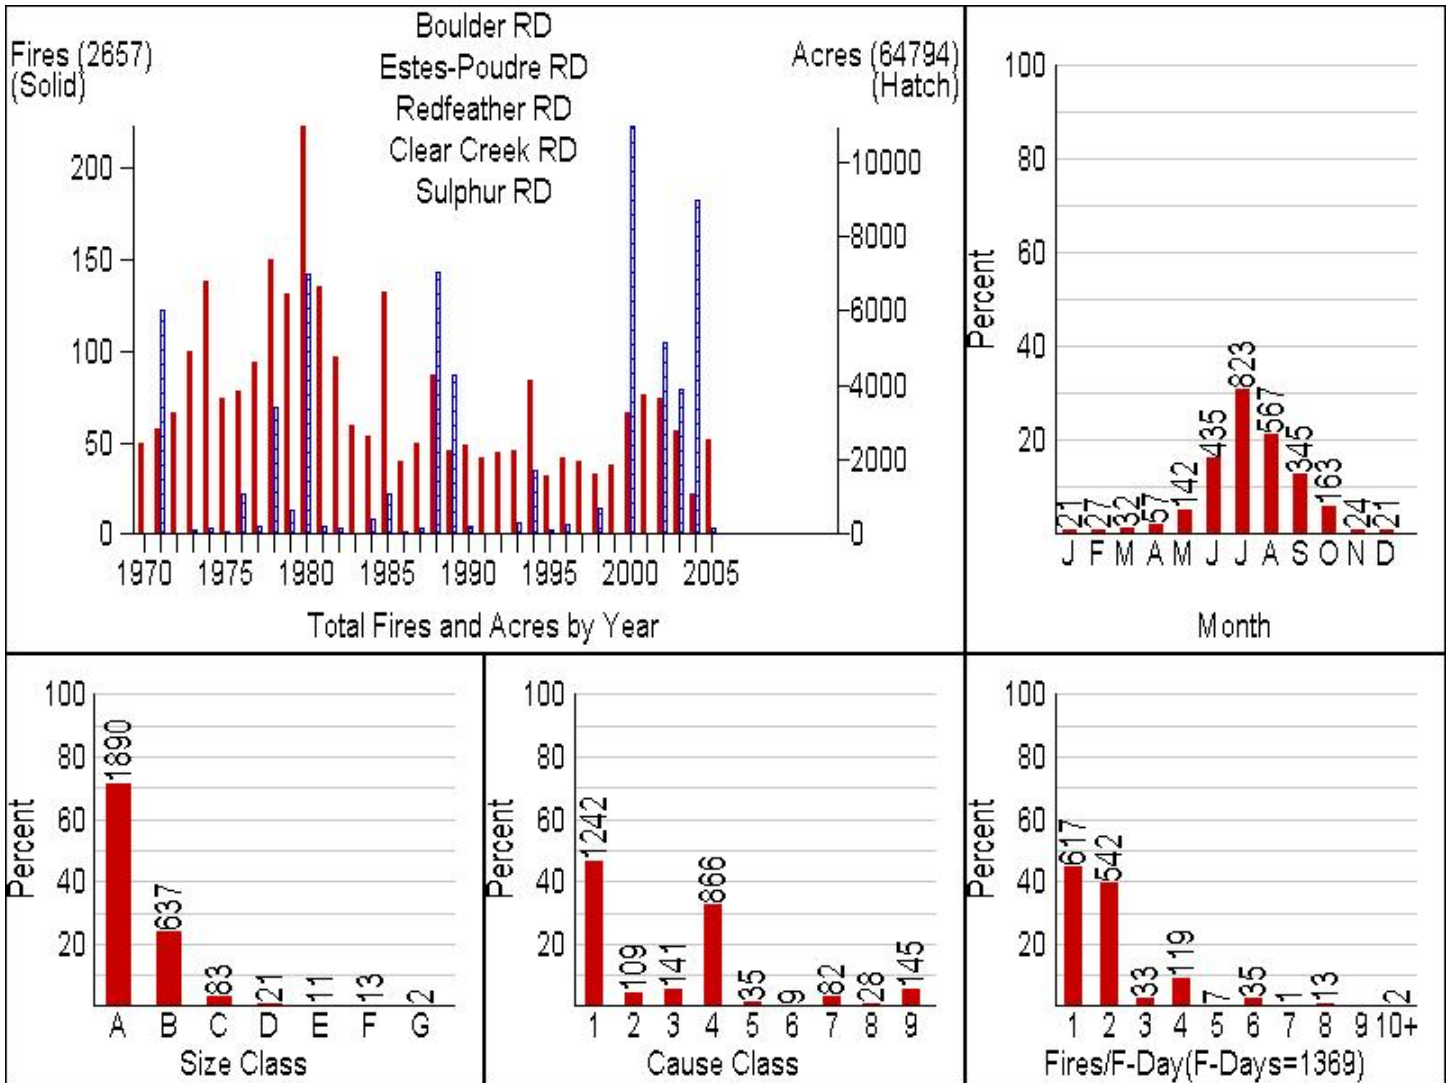 Boulder RD
Estes-Poudre RD
Redfeather RD
Clear Creek RD
Sulphur RD
Fires (2657)
(Solid)
Acres (64794)
(Hatch)
200
150
100
50
0
10000
8000
6000
4000
2000
0
1970 1975 1980 1985 1990 1995 2000 2005
Total Fires and Acres by Year
100
80
60
40
20
Percent
21 27 32 57 142 435 823 567 345 163 24 21
J F M A M J J A S O N D
Month
100
80
60
40
20
Percent
1890 637 83 21 11 13 2
A B C D E F G
Size Class
100
80
60
40
20
Percent
1242 109 141 866 35 9 82 28 145
1 2 3 4 5 6 7 8 9
Cause Class
100
80
60
40
20
Percent
617 542 33 119 7 35 1 13 2
1 2 3 4 5 6 7 8 9 10+
Fires/F-Day(F-Days=1369)